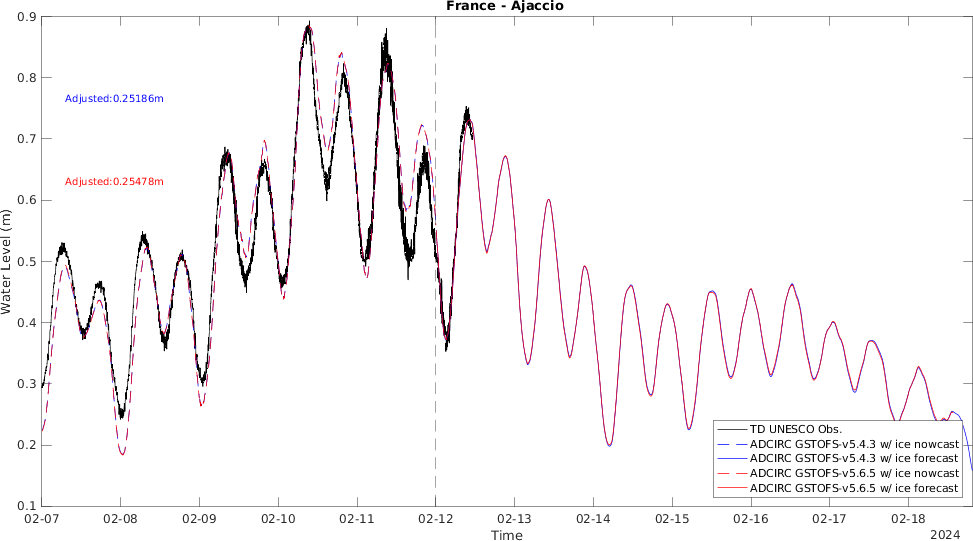 France - Ajaccio
0.9
0.8
0.7
0.6
0.5
0.4
0.3
0.2
0.1
Water Level (m)
Adjusted:0.25186m
Adjusted:0.25478m
TD UNESCO Obs.
ADCIRC GSTOFS-v5.4.3 w/ ice nowcast
ADCIRC GSTOFS-v5.4.3 w/ ice forecast
ADCIRC GSTOFS-v5.6.5 w/ ice nowcast
ADCIRC GSTOFS-v5.6.5 w/ ice forecast
02-07 02-08 02-09 02-10 02-11 02-12 02-13 02-14 02-15 02-16 02-17 02-18
Time
2024